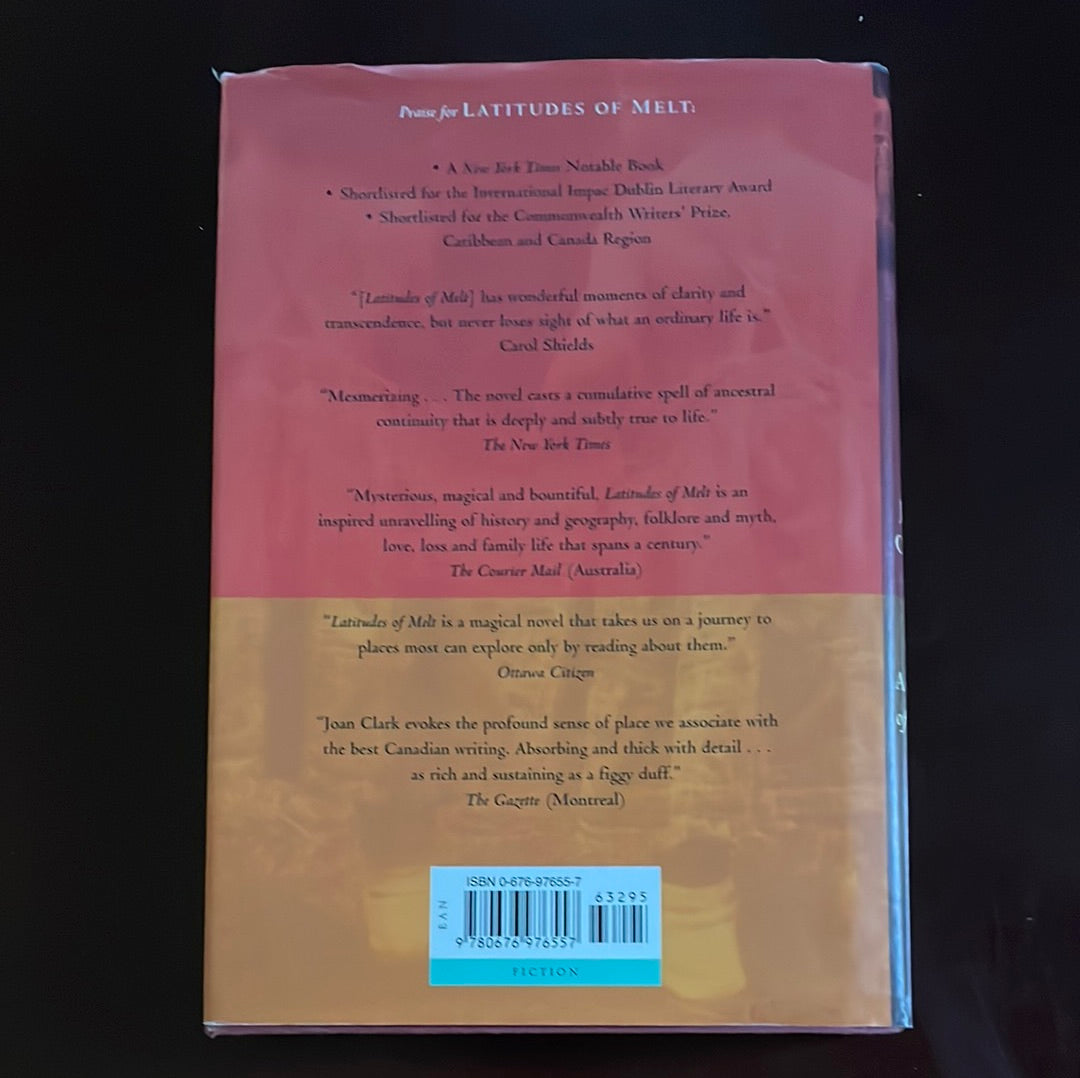 Praise for LATITUDES OF MELT:
• A New York Times Notable Book
• Shortlisted for the International Impac Dublin Literary Award
• Shortlisted for the Commonwealth Writers' Prize,
Caribbean and Canada Region
"[Latitudes of Melt] has wonderful moments of clarity and
transcendence, but never loses sight of what an ordinary life is."
Carol Shields
"Mesmerizing . . . The novel casts a cumulative spell of ancestral
continuity that is deeply and subtly true to life."
The New York Times
"Mysterious, magical and bountiful, Latitudes of Melt is an
inspired unravelling of history and geography, folklore and myth,
love, loss and family life that spans a century."
The Courier Mail (Australia)
"Latitudes of Melt is a magical novel that takes us on a journey to
places most can explore only by reading about them."
Ottawa Citizen
"Joan Clark evokes the profound sense of place we associate with
the best Canadian writing. Absorbing and thick with detail . . .
as rich and sustaining as a figgy duff."
The Gazette (Montreal)
ISBN 0-676-97655-7
63295
EAN
9 780676 976557
FICTION